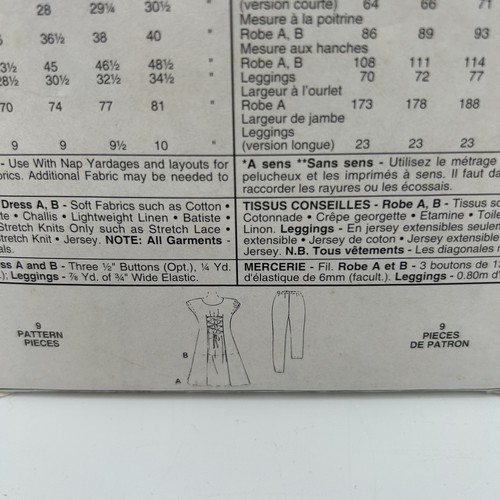 28 29¼ 30½
36½ 38 40 *
3½ 45 46½ 48½
28½ 30½ 32½ 34½ *
70 74 77 81 *
9 9 9½ 10 *
- Use With Nap Yardages and layouts for
brics. Additional Fabric may be needed to
Dress A, B - Soft Fabrics such as Cotton •
te • Challis • Lightweight Linen • Batiste •
Stretch Knits Only such as Stretch Lace •
Stretch Knit • Jersey. NOTE: All Garments -
als.
ss A and B - Three ½" Buttons (Opt.), ¼ Yd.
.); Leggings - ⅞ Yd. of ¾" Wide Elastic.
9
PATTERN
PIECES
(version courte) 64 66 71
Mesure à la poitrine
Robe A, B 86 89 93
Mesure aux hanches
Robe A, B 108 111 114
Leggings 70 72 77
Largeur à l'ourlet
Robe A 173 178 188
Largeur de jambe
Leggings
(version longue) 23 23 23
*A sens **Sans sens - Utilisez le métrage
pelucheux et les imprimés à sens. Il faut
raccorder les rayures ou les écossais.
TISSUS CONSEILLES - Robe A, B - Tissus
Cotonnade • Crêpe georgette • Etamine •
Linon. Leggings - En jersey extensibles
extensible • Jersey de coton • Jersey
Jersey. N.B. Tous vêtements - Les diagonales
MERCERIE - Fil. Robe A et B - 3 boutons de
d'élastique de 6mm (facult.). Leggings - 0.80m
B
A
9
PIECES
DE PATRON